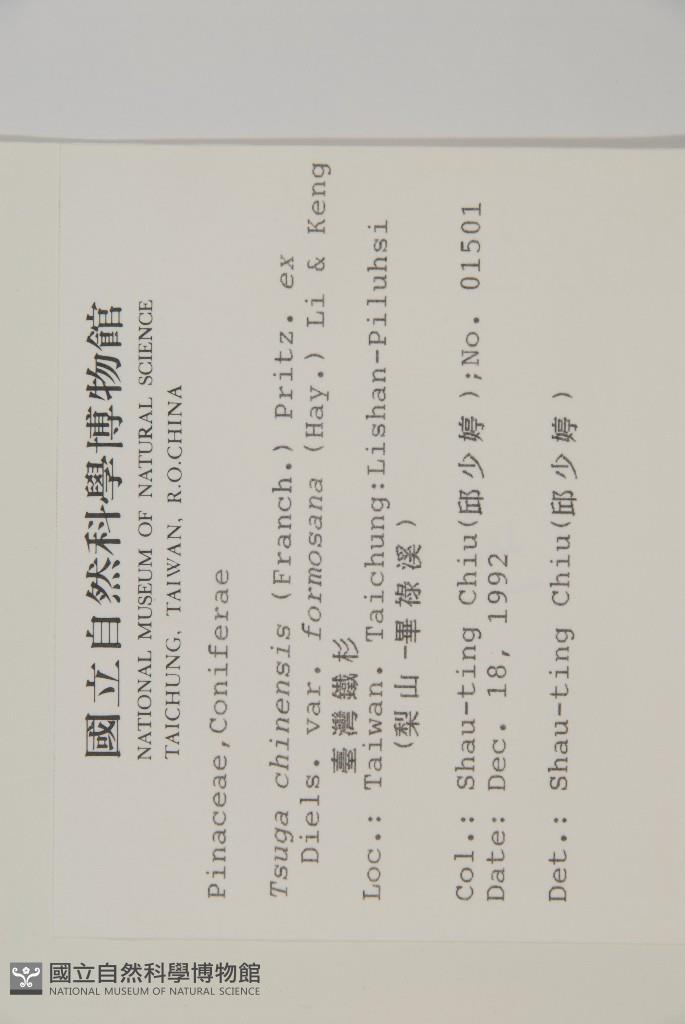 國立自然科學博物館
NATIONAL MUSEUM OF NATURAL SCIENCE
TAICHUNG, TAIWAN, R.O.CHINA
Pinaceae,Coniferae
Tsuga chinensis (Franch.) Pritz. ex
Diels. var. formosana (Hay.) Li & Keng
臺灣鐵杉
Loc.: Taiwan. Taichung:Lishan-Piluhsi
(梨山-畢祿溪)
Col.: Shau-ting Chiu(邱少婷);No. 01501
Date: Dec. 18, 1992
Det.: Shau-ting Chiu(邱少婷)
國立自然科學博物館
NATIONAL MUSEUM OF NATURAL SCIENCE